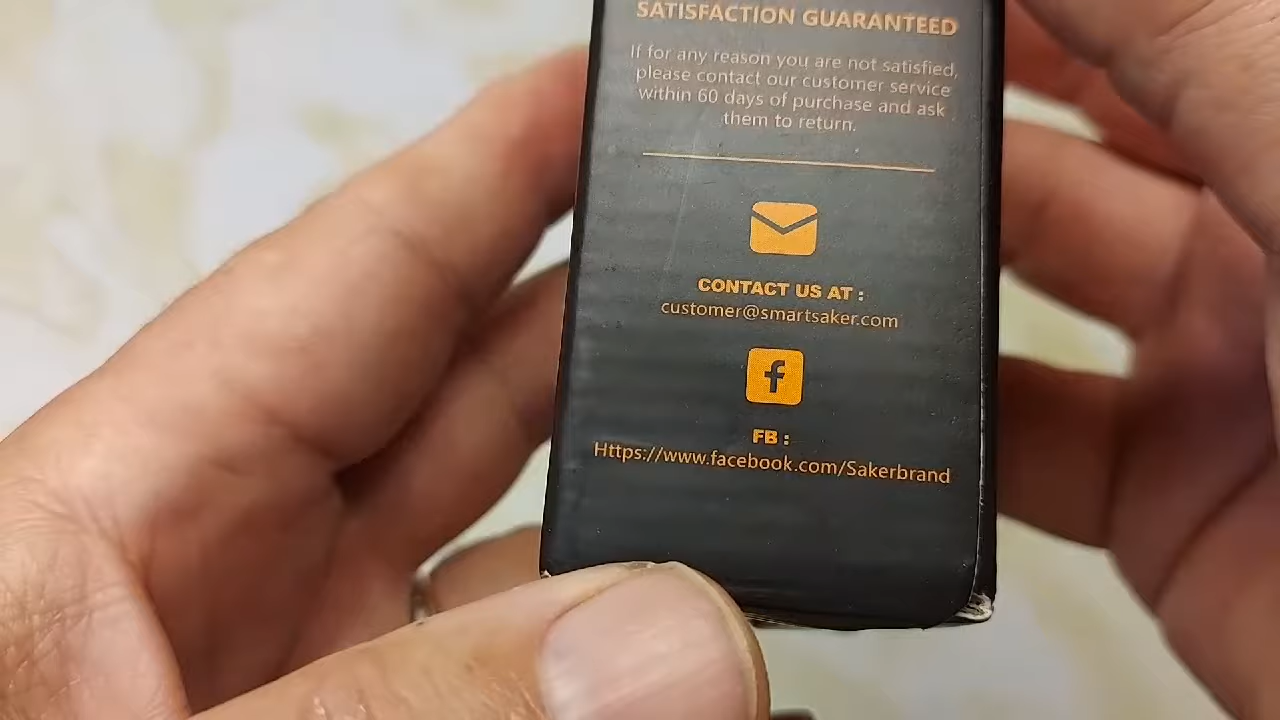 SATISFACTION GUARANTEED
If for any reason you are not satisfied,
please contact our customer service
within 60 days of purchase and ask
them to return.
CONTACT US AT :
customer@smartsaker.com
FB :
Https://www.facebook.com/Sakerbrand